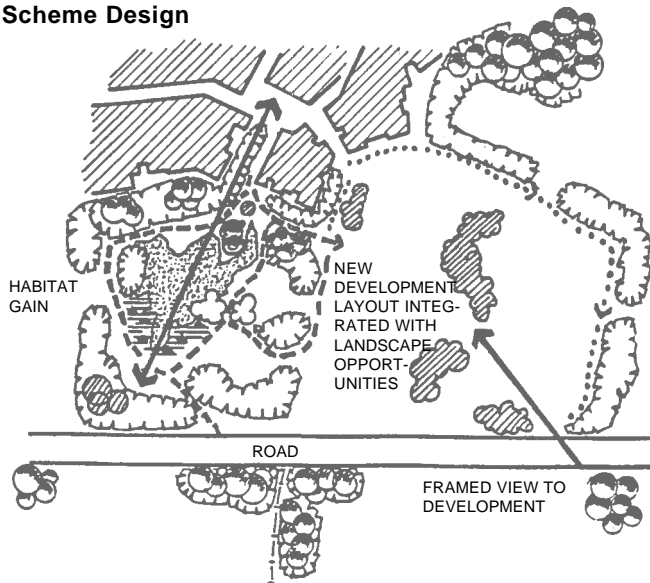 Scheme Design
HABITAT
GAIN
NEW
DEVELOPMENT
LAYOUT INTEG-
RATED WITH
LANDSCAPE
OPPORT-
UNITIES
ROAD
FRAMED VIEW TO
DEVELOPMENT